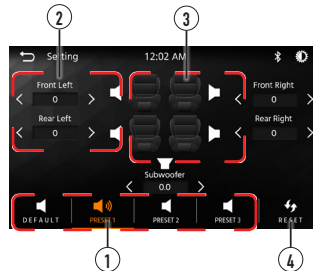 2
3
Setting 12:02 AM
Front Left
< 0 >
Front Right
< 0 >
Rear Left
< 0 >
Rear Right
< 0 >
Subwoofer
< 0.0 >
DEFAULT PRESET 1 PRESET 2 PRESET 3 RESET
1
4